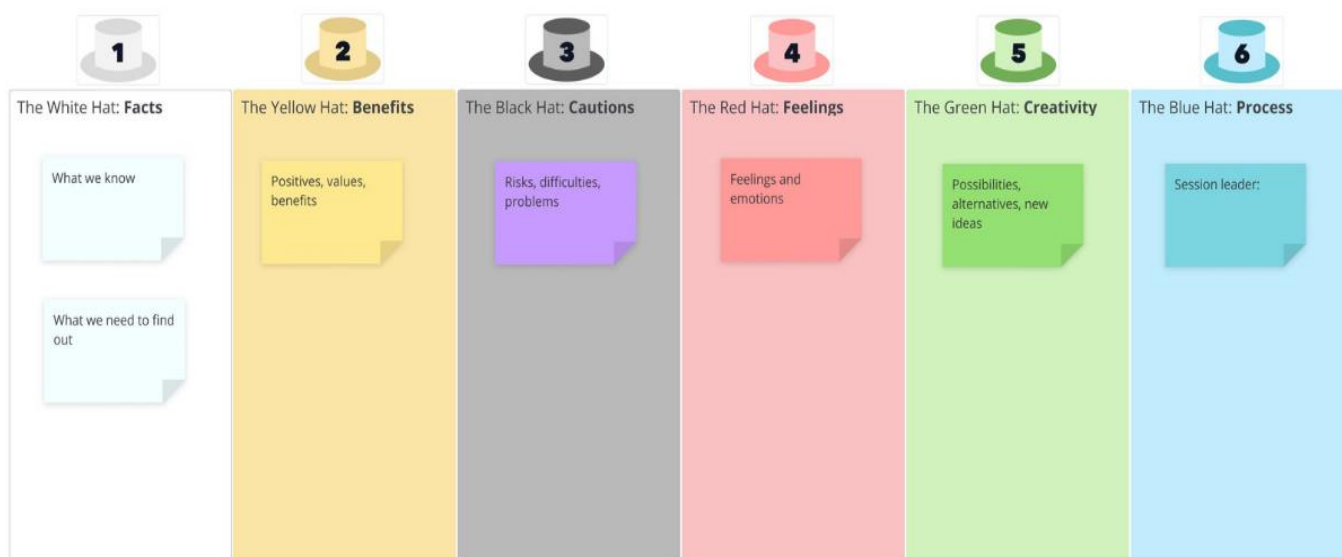 1
2
3
4
5
6
The White Hat: Facts
The Yellow Hat: Benefits
The Black Hat: Cautions
The Red Hat: Feelings
The Green Hat: Creativity
The Blue Hat: Process
What we know
What we need to find
out
Positives, values,
benefits
Risks, difficulties,
problems
Feelings and
emotions
Possibilities,
alternatives, new
ideas
Session leader: